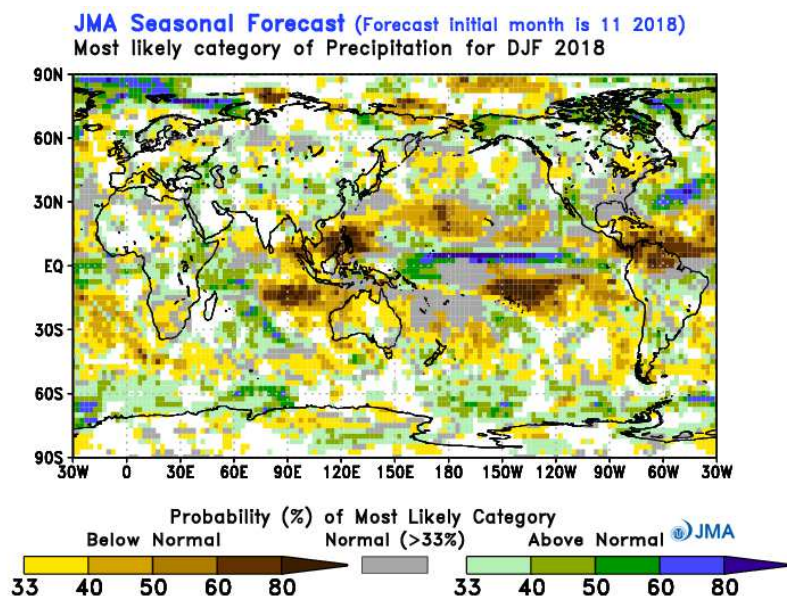 JMA Seasonal Forecast (Forecast initial month is 11 2018)
Most likely category of Precipitation for DJF 2018
90N
60N
30N
EQ
30S
60S
90S
30W 0 30E 60E 90E 120E 150E 180 150W 120W 90W 60W 30W
Probability (%) of Most Likely Category
Below Normal Normal (>33%) Above Normal JMA
33 40 50 60 80 33 40 50 60 80